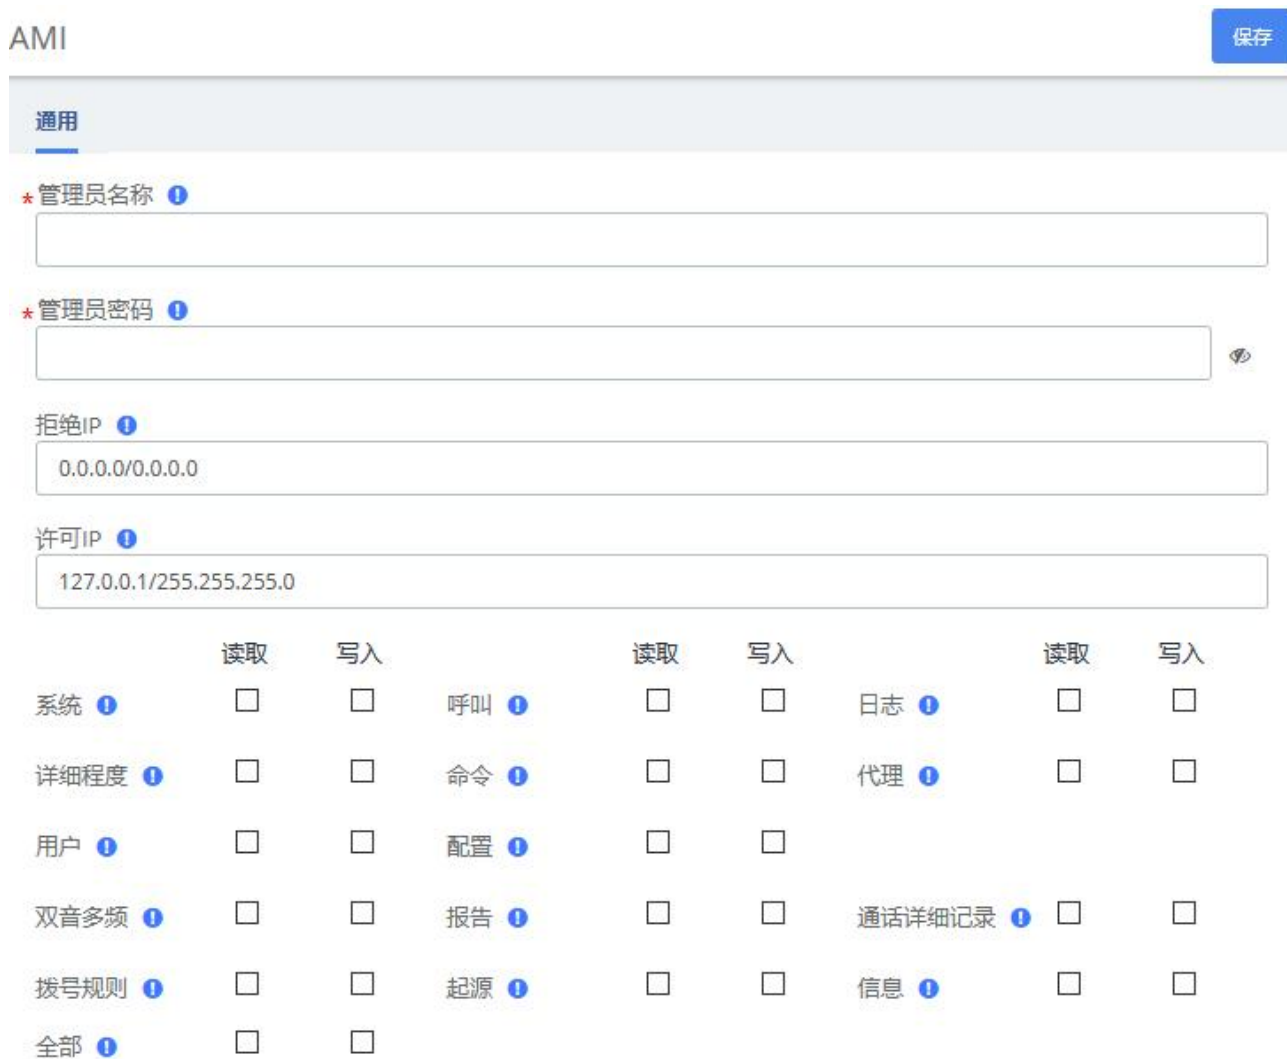 AMI
保存
通用
*管理员名称
*管理员密码
拒绝IP
0.0.0.0/0.0.0.0
许可IP
127.0.0.1/255.255.255.0
读取 写入 读取 写入 读取 写入
系统 呼叫 日志
详细程度 命令 代理
用户 配置
双音多频 报告 通话详细记录
拨号规则 起源 信息
全部